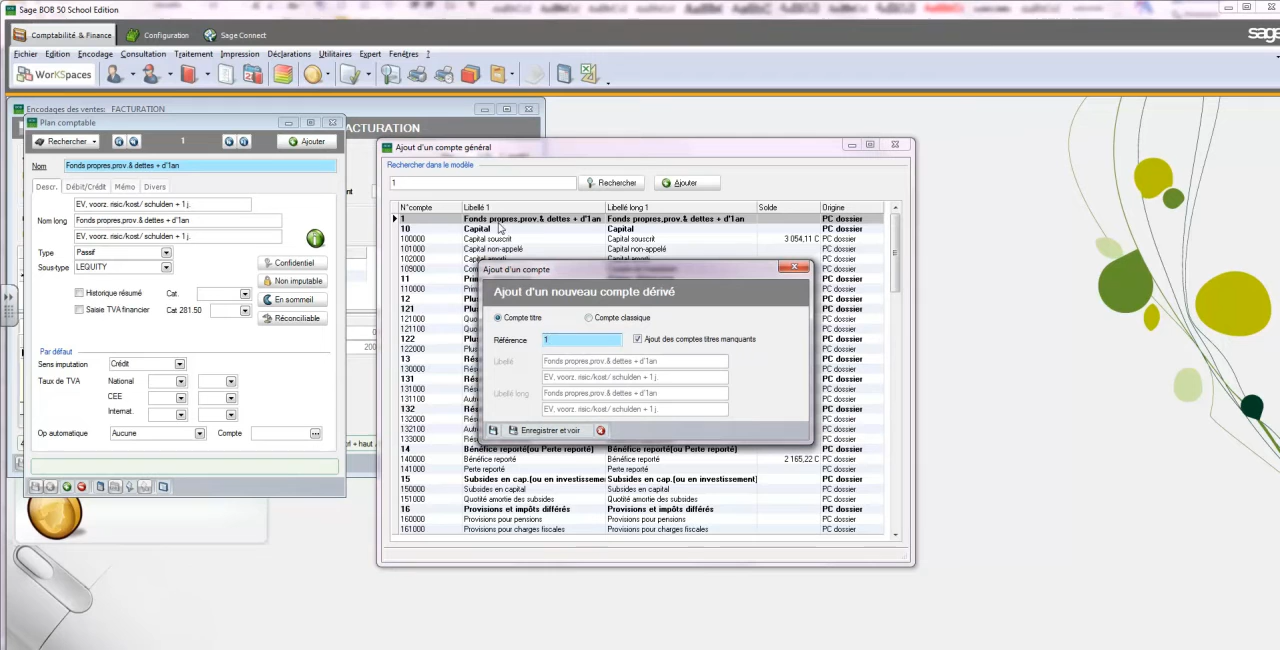 Sage BOB 50 School Edition
Comptabilité & Finance Configuration Sage Connect
sage
Fichier Edition Encodage Consultation Traitement Impression Déclarations Utilitaires Expert Fenêtres ?
WorKSpaces
Encodages des ventes: FACTURATION
ACTURATION
Plan comptable
Rechercher 1 Ajouter
Nom Fonds propres,prov.& dettes + d'1an
Descr. Débit/Crédit Mémo Divers
EV, voorz. risic/kost/ schulden + 1 j.
Nom long Fonds propres,prov.& dettes + d'1an
EV, voorz. risic/kost/ schulden + 1 j.
Type Passif
Sous-type LEQUITY
Confidentiel
Non imputable
En sommeil
Réconciliable
Historique résumé Cat.
Saisie TVA financier Cat 281.50
Par défaut
Sens imputation Crédit
Taux de TVA National
CEE
Internat.
Op automatique Aucune Compte
Ajout d'un compte général
Rechercher dans le modèle
1 Rechercher Ajouter
N°compte Libellé 1 Libellé long 1 Solde Origine
1 Fonds propres,prov.& dettes + d'1an Fonds propres,prov.& dettes + d'1an PC dossier
10 Capital Capital PC dossier
100000 Capital souscrit Capital souscrit 3 054,11 C PC dossier
101000 Capital non-appelé Capital non-appelé PC dossier
102000 Capital amorti PC dossier
109000 PC dossier
11 PC dossier
110000 PC dossier
12 PC dossier
121 PC dossier
121000 PC dossier
121100 PC dossier
122 PC dossier
122000 PC dossier
13 PC dossier
130000 PC dossier
131 PC dossier
131000 PC dossier
131100 PC dossier
132 PC dossier
132000 PC dossier
132100 PC dossier
133000 PC dossier
14 Bénéfice reporté(ou Perte reporté) Bénéfice reporté(ou Perte reporté) PC dossier
140000 Bénéfice reporté Bénéfice reporté 2 165,22 C PC dossier
141000 Perte reporté Perte reporté PC dossier
15 Subsides en cap.(ou en investisseme Subsides en cap.(ou en investissement) PC dossier
150000 Subsides en capital Subsides en capital PC dossier
151000 Quotité amortie des subsides Quotité amortie des subsides PC dossier
16 Provisions et impôts différés Provisions et impôts différés PC dossier
160000 Provisions pour pensions Provisions pour pensions PC dossier
161000 Provisions pour charges fiscales Provisions pour charges fiscales PC dossier
Ajout d'un compte
Ajout d'un nouveau compte dérivé
Compte titre Compte classique
Référence 1 Ajout des comptes titres manquants
Libellé Fonds propres,prov.& dettes + d'1an
EV, voorz. risic/kost/ schulden + 1 j.
Libellé long Fonds propres,prov.& dettes + d'1an
EV, voorz. risic/kost/ schulden + 1 j.
Enregistrer et voir